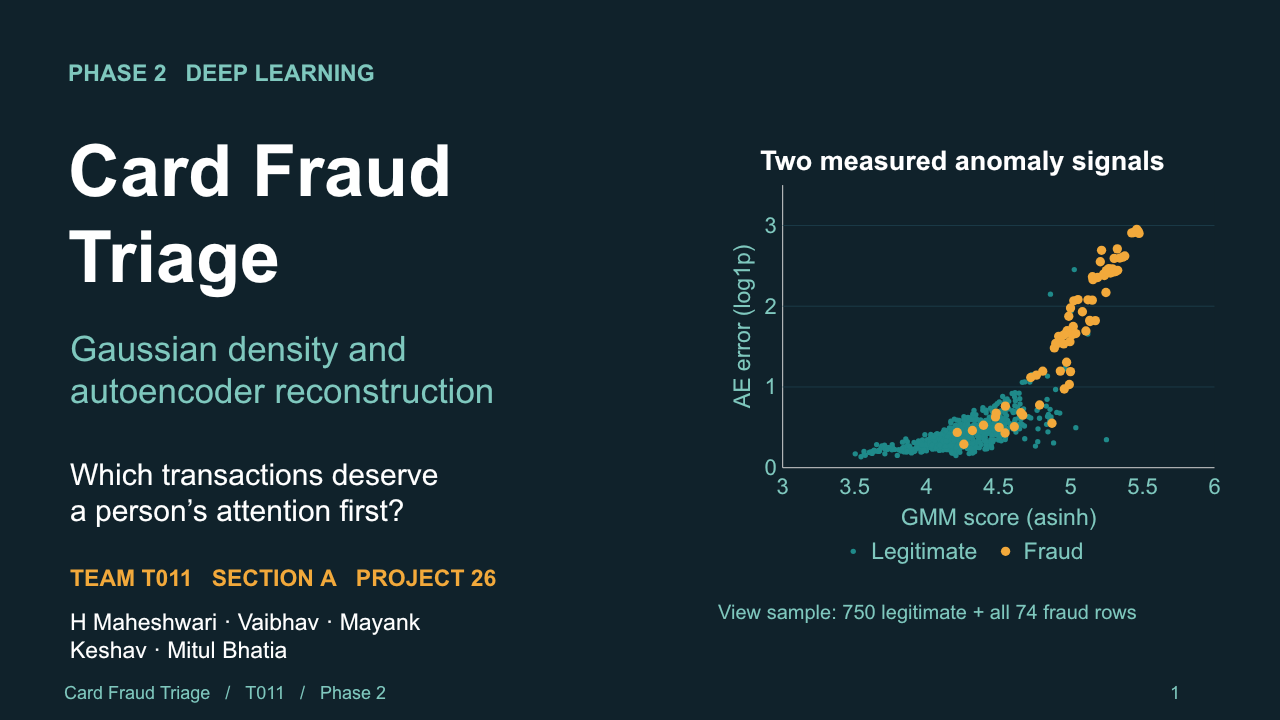 PHASE 2 DEEP LEARNING
Card Fraud
Triage
Gaussian density and
autoencoder reconstruction
Which transactions deserve
a person’s attention first?
TEAM T011 SECTION A PROJECT 26
H Maheshwari · Vaibhav · Mayank
Keshav · Mitul Bhatia
Two measured anomaly signals
AE error (log1p)
3
2
1
0
3 3.5 4 4.5 5 5.5 6
GMM score (asinh)
Legitimate Fraud
View sample: 750 legitimate + all 74 fraud rows
Card Fraud Triage / T011 / Phase 2
1